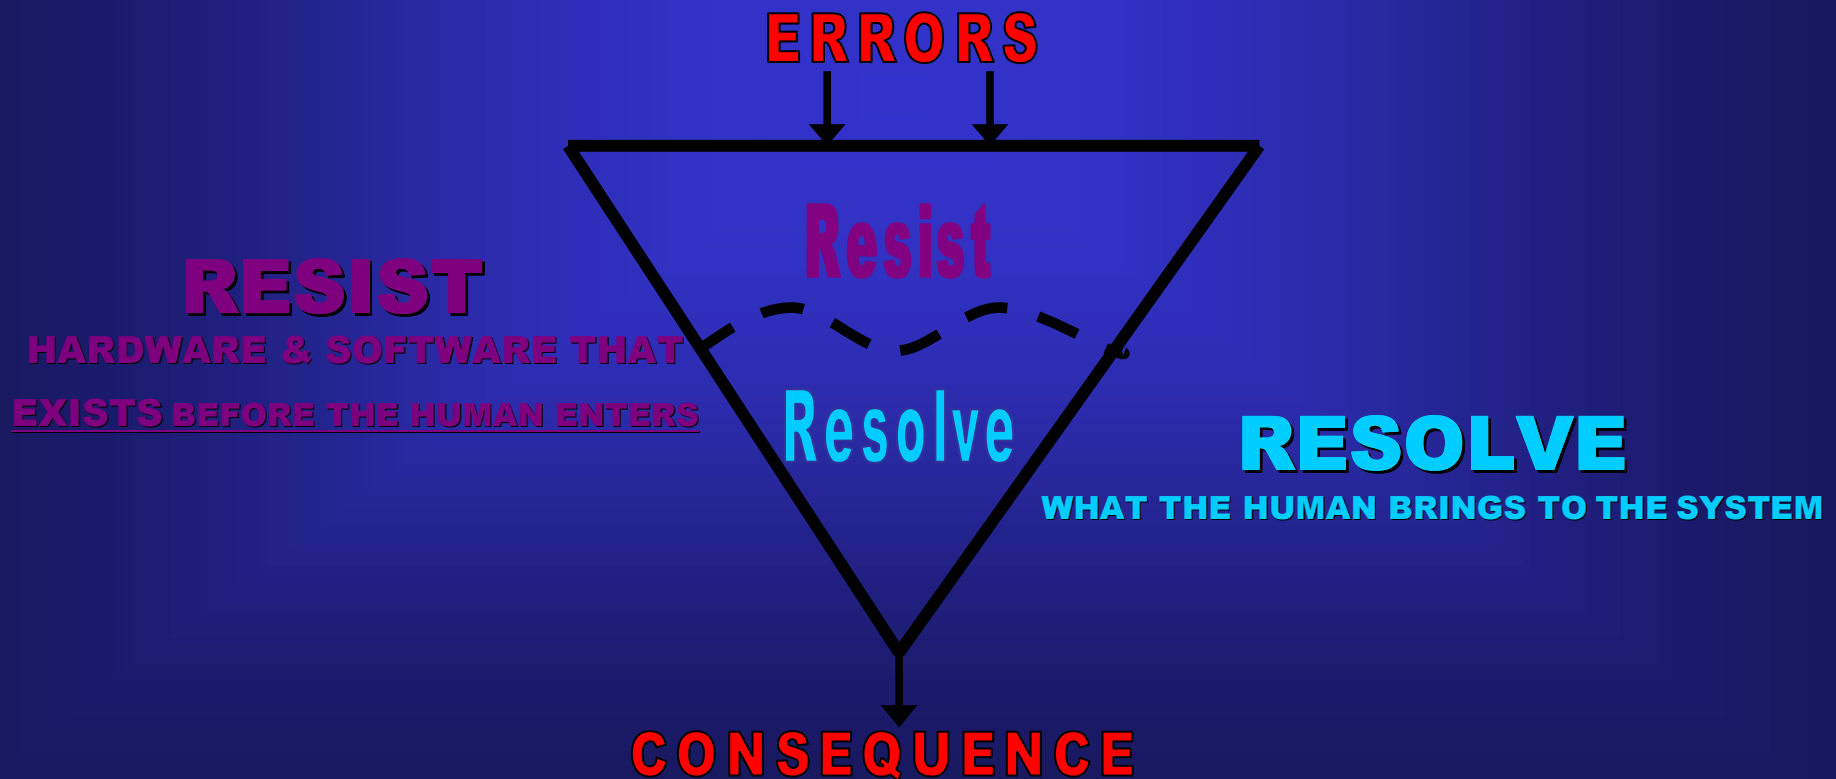 ERRORS
Resist
RESIST
HARDWARE & SOFTWARE THAT
EXISTS BEFORE THE HUMAN ENTERS
Resolve
RESOLVE
WHAT THE HUMAN BRINGS TO THE SYSTEM
CONSEQUENCE